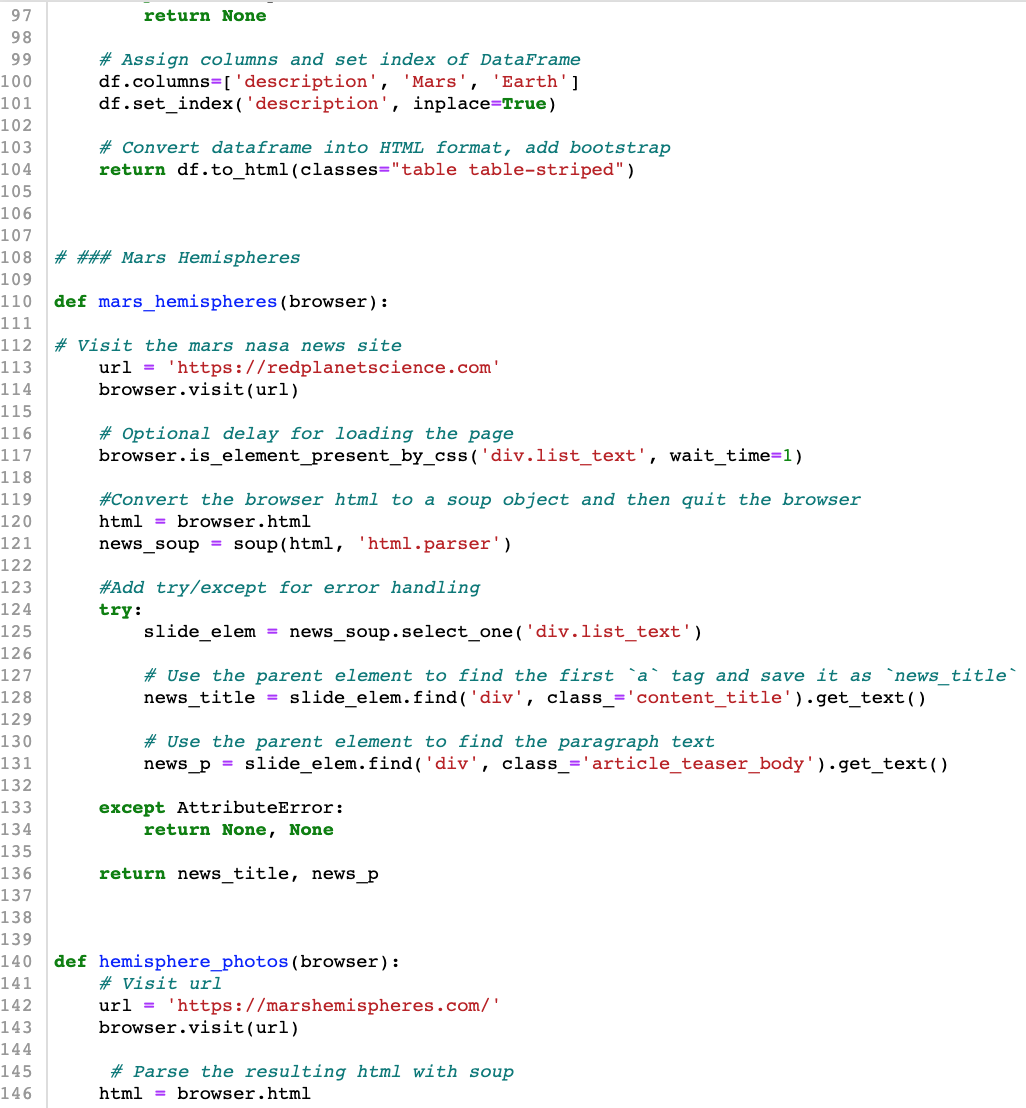 97 return None
98
99 # Assign columns and set index of DataFrame
100 df.columns=['description', 'Mars', 'Earth']
101 df.set_index('description', inplace=True)
102
103 # Convert dataframe into HTML format, add bootstrap
104 return df.to_html(classes="table table-striped")
105
106
107
108 # ### Mars Hemispheres
109
110 def mars_hemispheres(browser):
111
112 # Visit the mars nasa news site
113 url = 'https://redplanetscience.com'
114 browser.visit(url)
115
116 # Optional delay for loading the page
117 browser.is_element_present_by_css('div.list_text', wait_time=1)
118
119 #Convert the browser html to a soup object and then quit the browser
120 html = browser.html
121 news_soup = soup(html, 'html.parser')
122
123 #Add try/except for error handling
124 try:
125 slide_elem = news_soup.select_one('div.list_text')
126
127 # Use the parent element to find the first `a` tag and save it as `news_title`
128 news_title = slide_elem.find('div', class_='content_title').get_text()
129
130 # Use the parent element to find the paragraph text
131 news_p = slide_elem.find('div', class_='article_teaser_body').get_text()
132
133 except AttributeError:
134 return None, None
135
136 return news_title, news_p
137
138
139
140 def hemisphere_photos(browser):
141 # Visit url
142 url = 'https://marshemispheres.com/'
143 browser.visit(url)
144
145 # Parse the resulting html with soup
146 html = browser.html